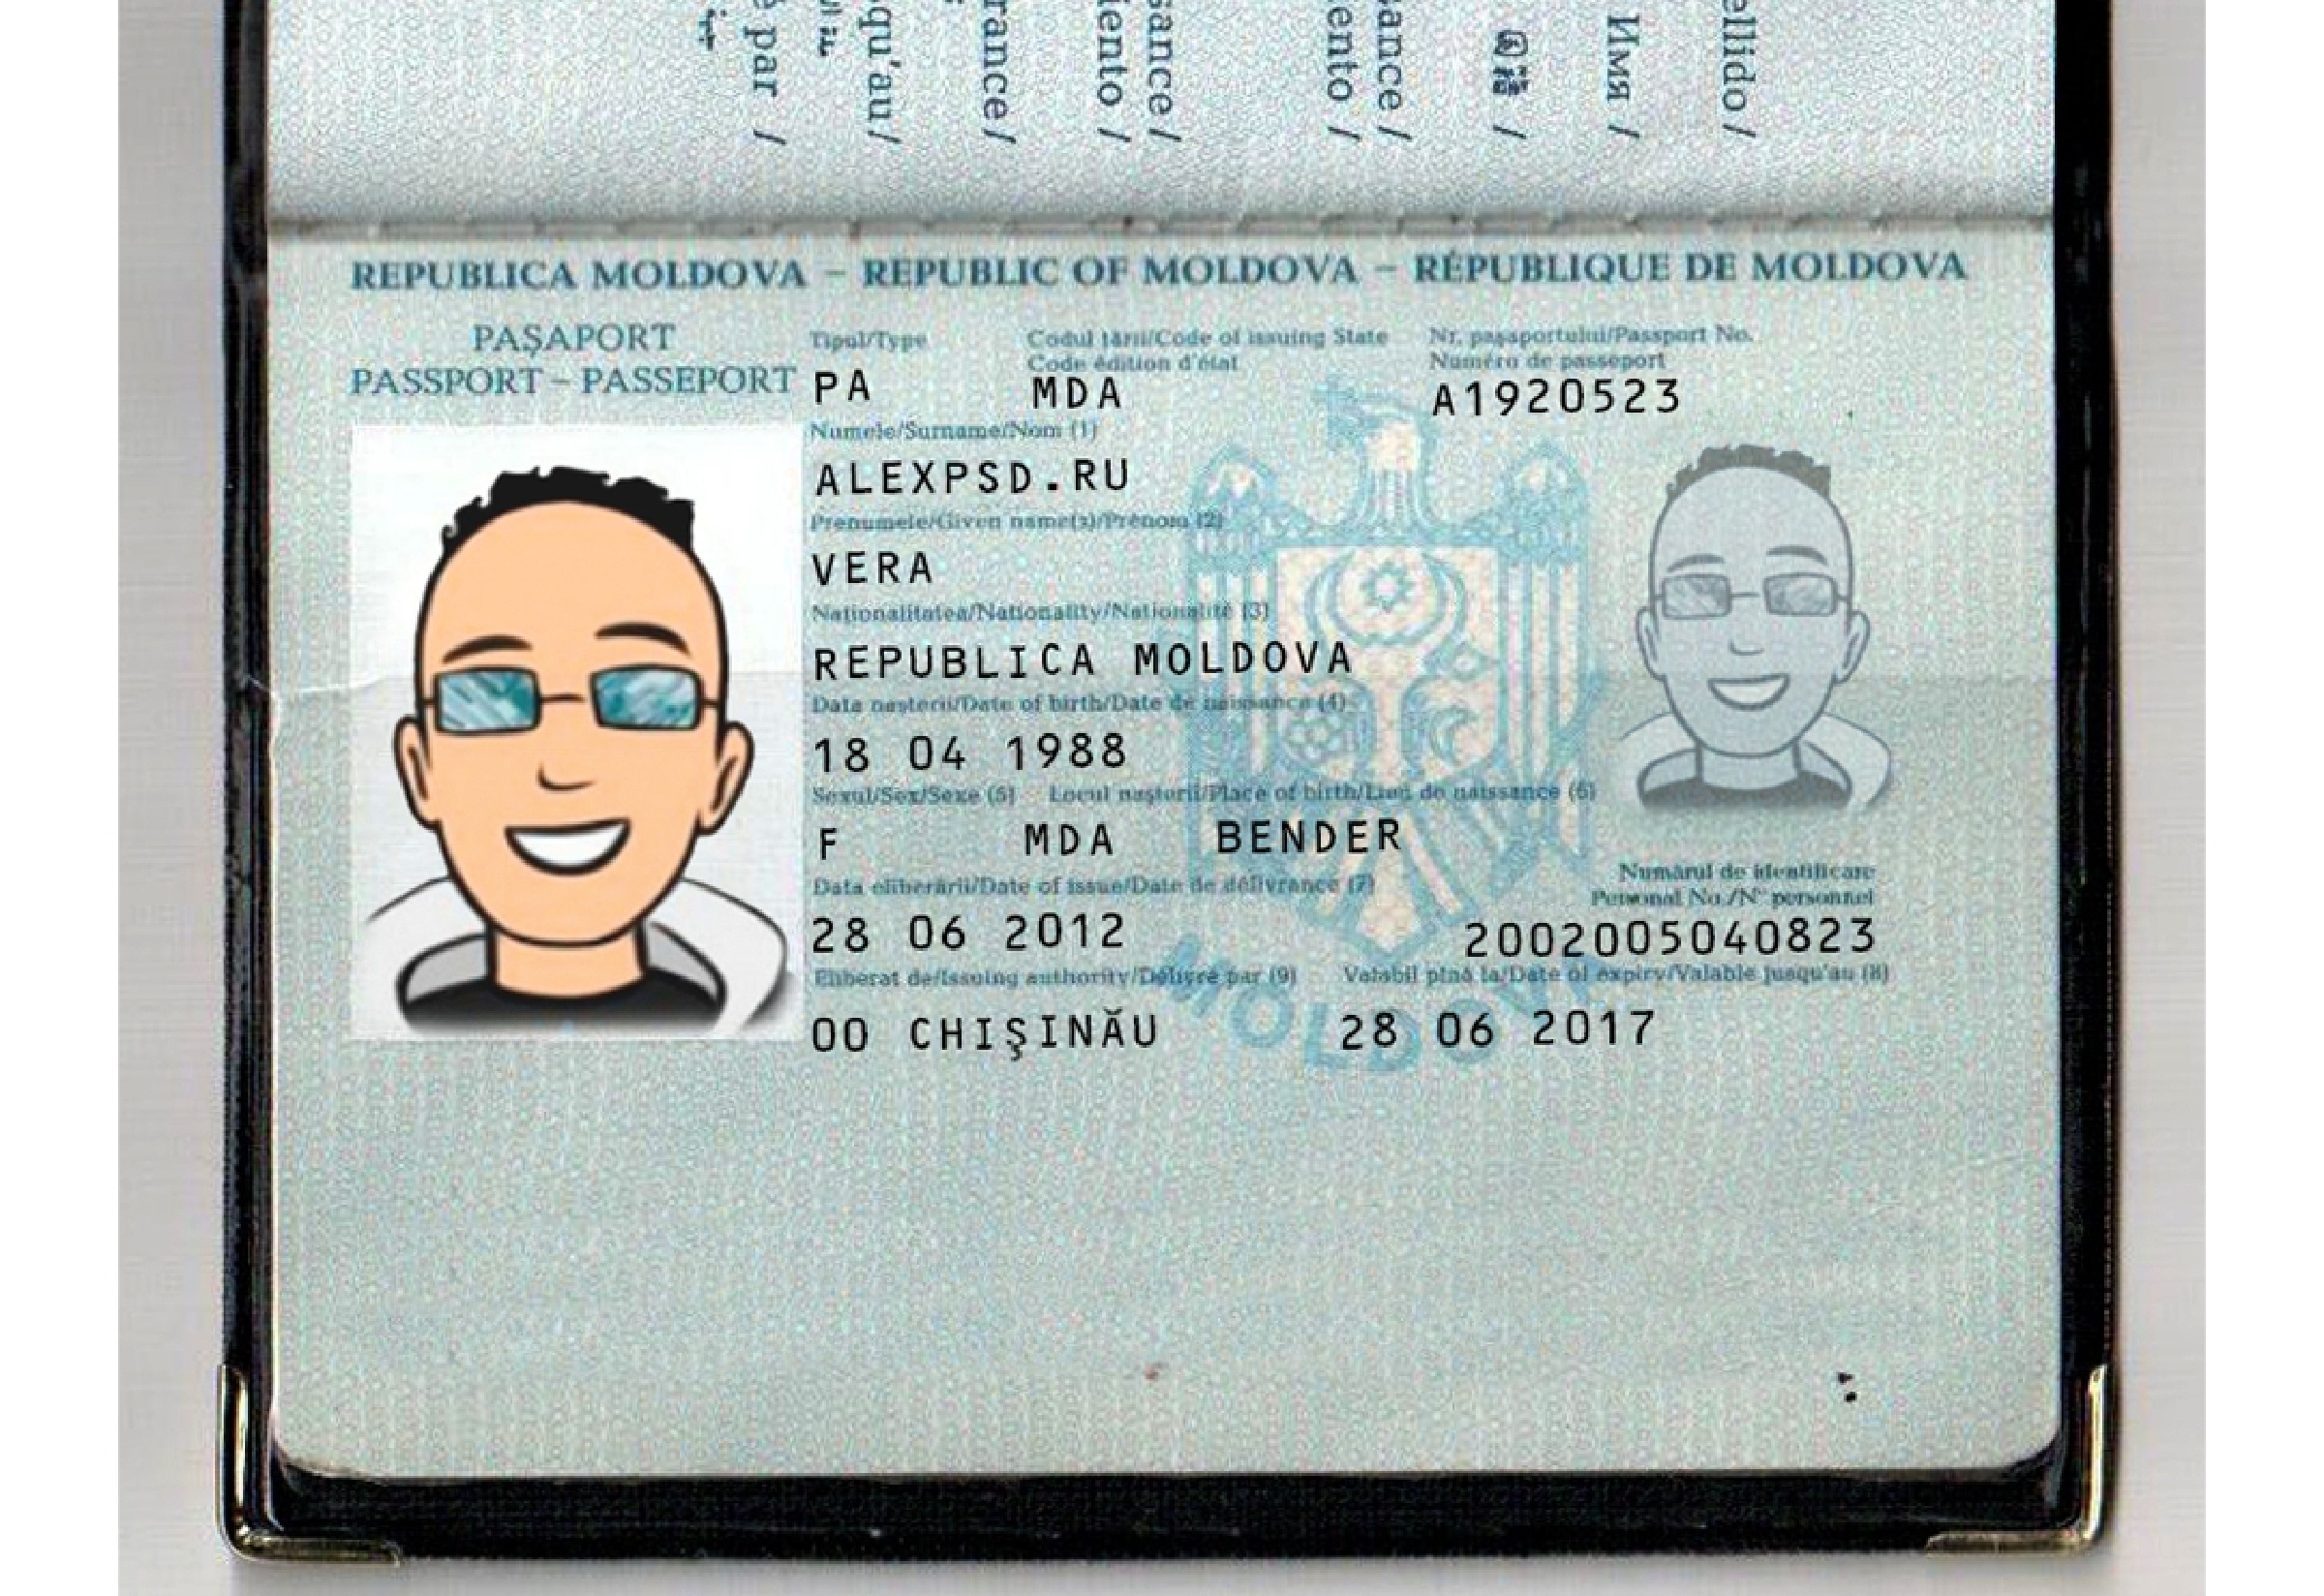 par /
qu'au/
rance/
iento /
sance /
ento /
sance /
Имя /
ellido /
REPUBLICA MOLDOVA – REPUBLIC OF MOLDOVA – RÉPUBLIQUE DE MOLDOVA
PAŞAPORT
PASSPORT – PASSEPORT
Tipul/Type Codul ţării/Code of issuing State Nr. paşaportului/Passport No.
Code édition d'état Numéro de passeport
PA MDA A1920523
Numele/Surname/Nom (1)
ALEXPSD.RU
Prenumele/Given name(s)/Prénom (2)
VERA
Nationalitatea/Nationality/Nationalité (3)
REPUBLICA MOLDOVA
Data naşterii/Date of birth/Date de naissance (4)
18 04 1988
Sexul/Sex/Sexe (5) Locul naşterii/Place of birth/Lieu de naissance (6)
F MDA BENDER
Data eliberării/Date of issue/Date de délivrance (7)
28 06 2012
Numărul de identificare
Personal No./N° personnel
2002005040823
Eliberat de/Issuing authority/Délivré par (9) Valabil pînă la/Date of expiry/Valable jusqu'au (8)
00 CHIŞINĂU 28 06 2017
MOLDOVA